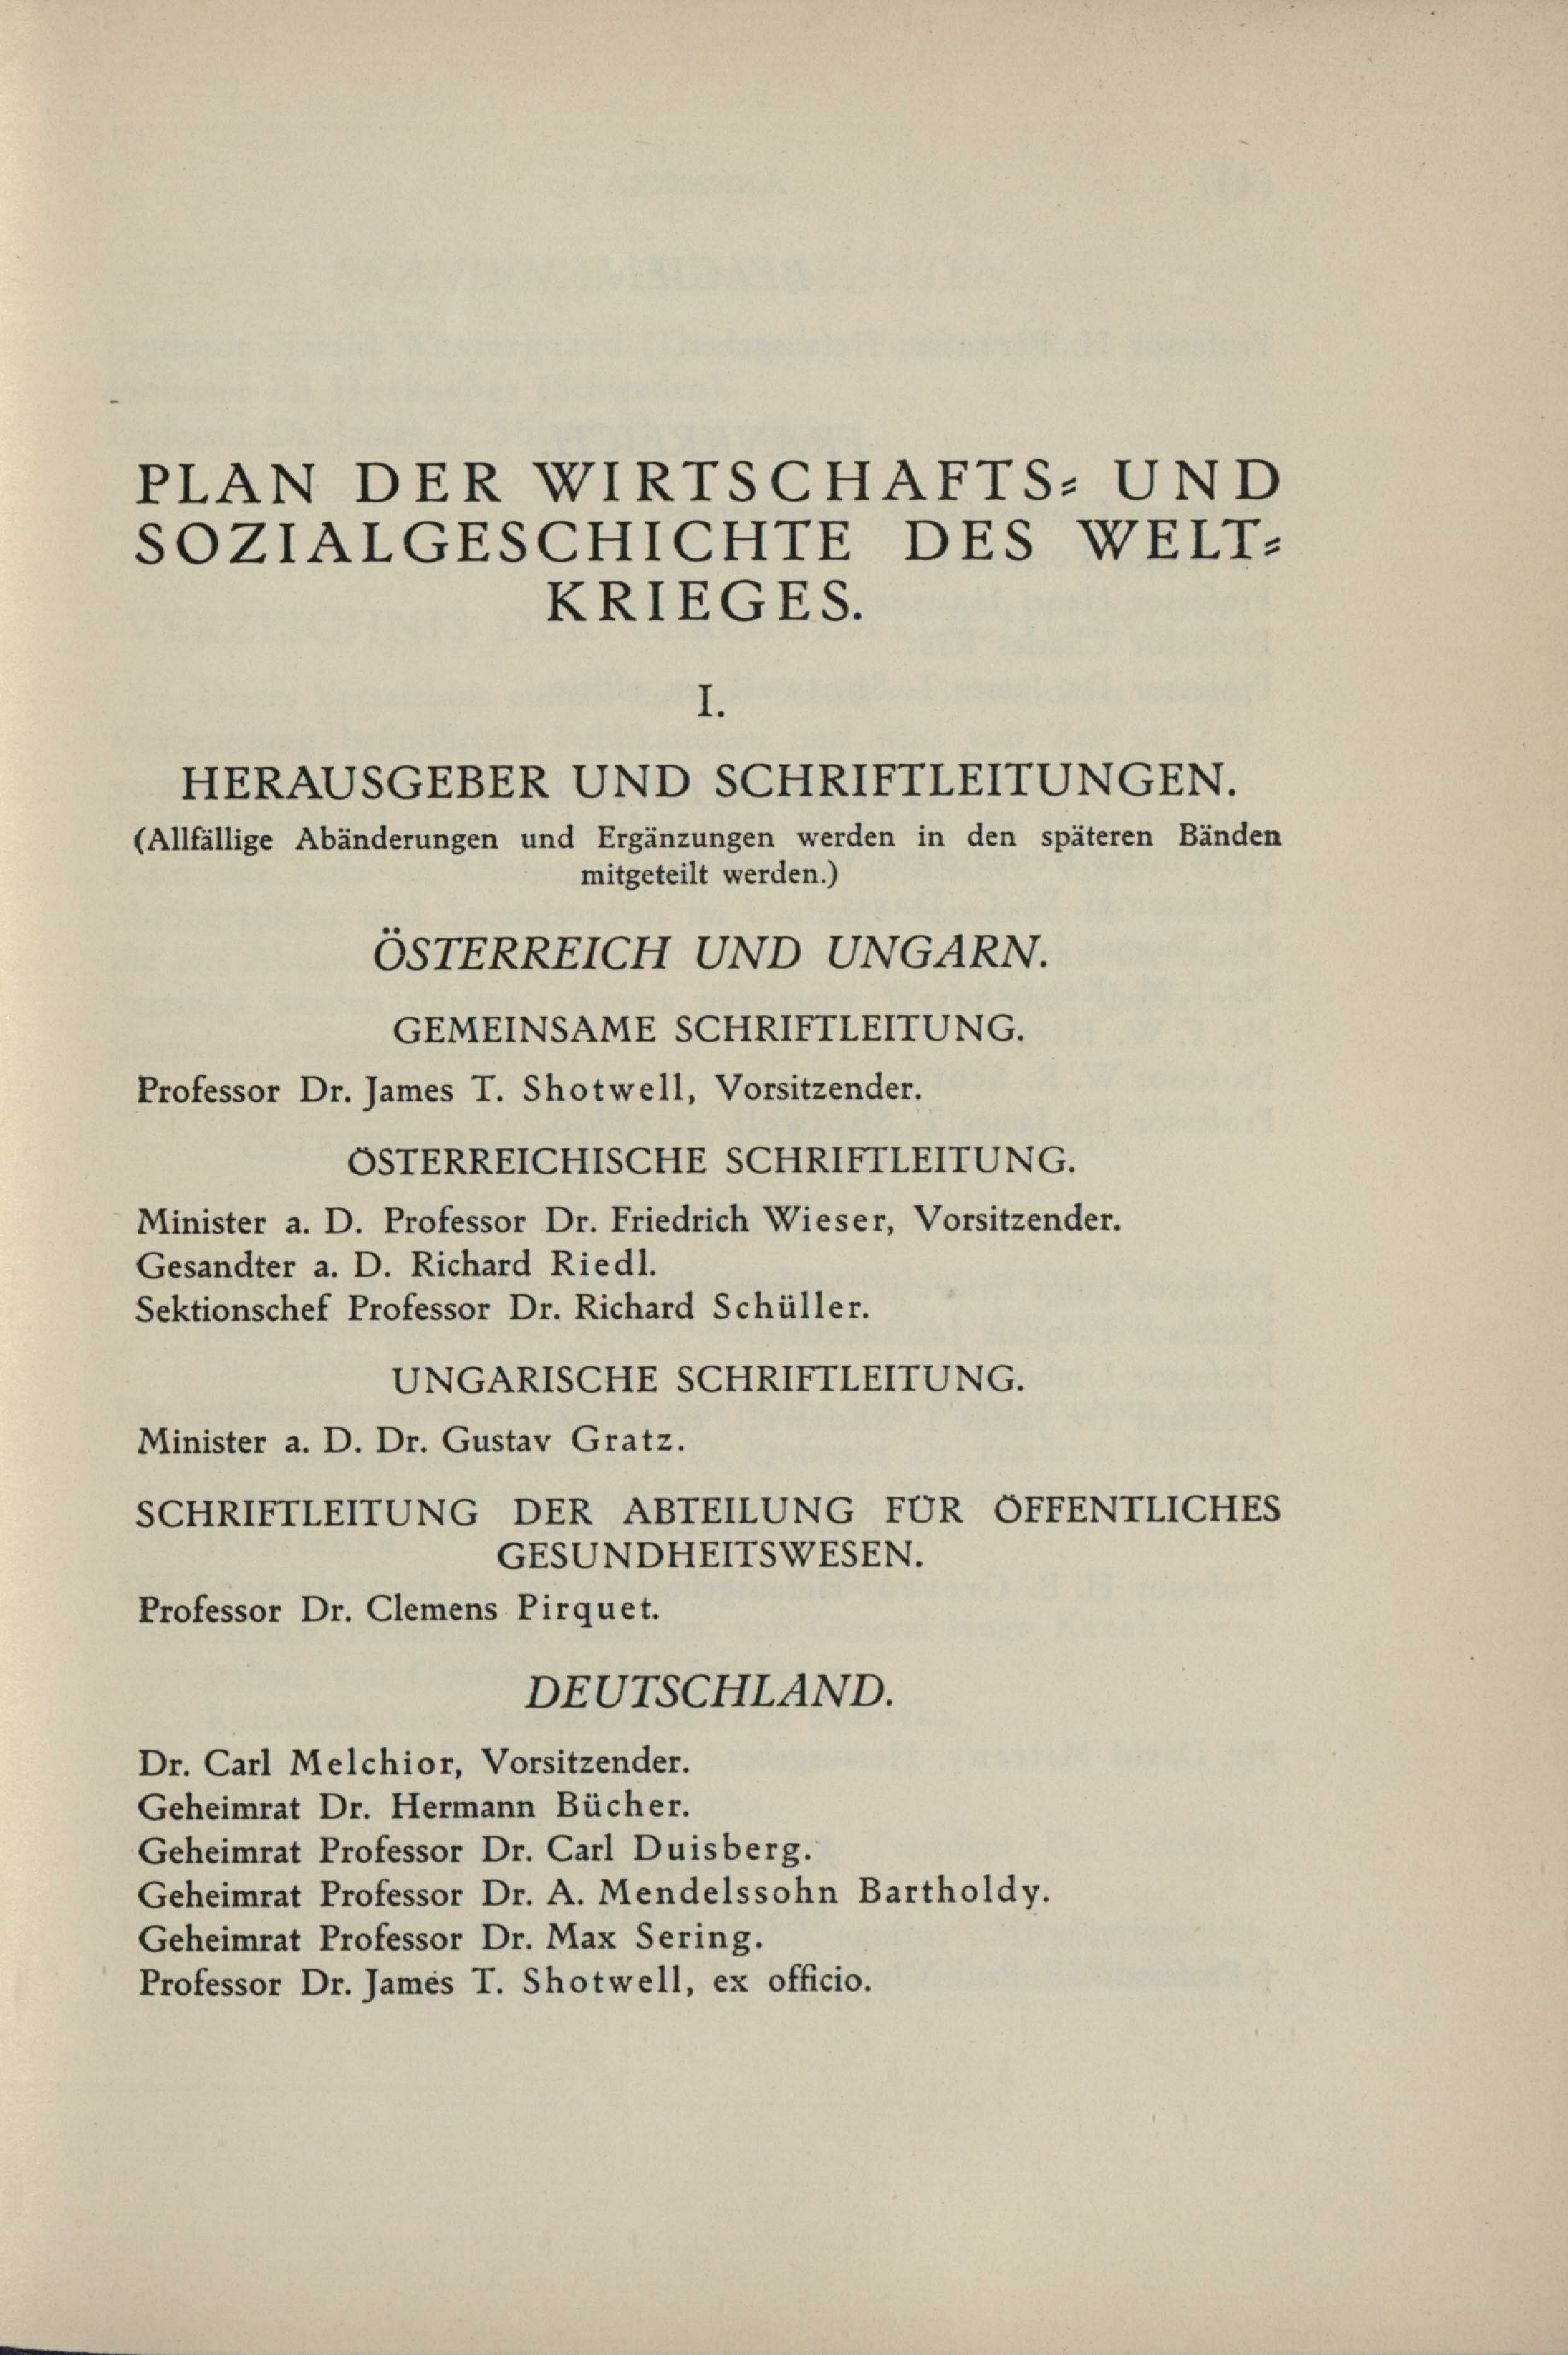 PLAN DER WIRTSCHAFTS- UND
SOZIALGESCHICHTE DES WELT-
KRIEGES.
I.
HERAUSGEBER UND SCHRIFTLEITUNGEN.
(Allfällige Abänderungen und Ergänzungen werden in den späteren Bänden
mitgeteilt werden.)
ÖSTERREICH UND UNGARN.
GEMEINSAME SCHRIFTLEITUNG.
Professor Dr. James T. Shotwell, Vorsitzender.
ÖSTERREICHISCHE SCHRIFTLEITUNG.
Minister a. D. Professor Dr. Friedrich Wieser, Vorsitzender.
Gesandter a. D. Richard Riedl.
Sektionschef Professor Dr. Richard Schüller.
UNGARISCHE SCHRIFTLEITUNG.
Minister a. D. Dr. Gustav Gratz.
SCHRIFTLEITUNG DER ABTEILUNG FÜR ÖFFENTLICHES
GESUNDHEITSWESEN.
Professor Dr. Clemens Pirquet.
DEUTSCHLAND.
Dr. Carl Melchior, Vorsitzender.
Geheimrat Dr. Hermann Bücher.
Geheimrat Professor Dr. Carl Duisberg.
Geheimrat Professor Dr. A. Mendelssohn Bartholdy.
Geheimrat Professor Dr. Max Sering.
Professor Dr. James T. Shotwell, ex officio.